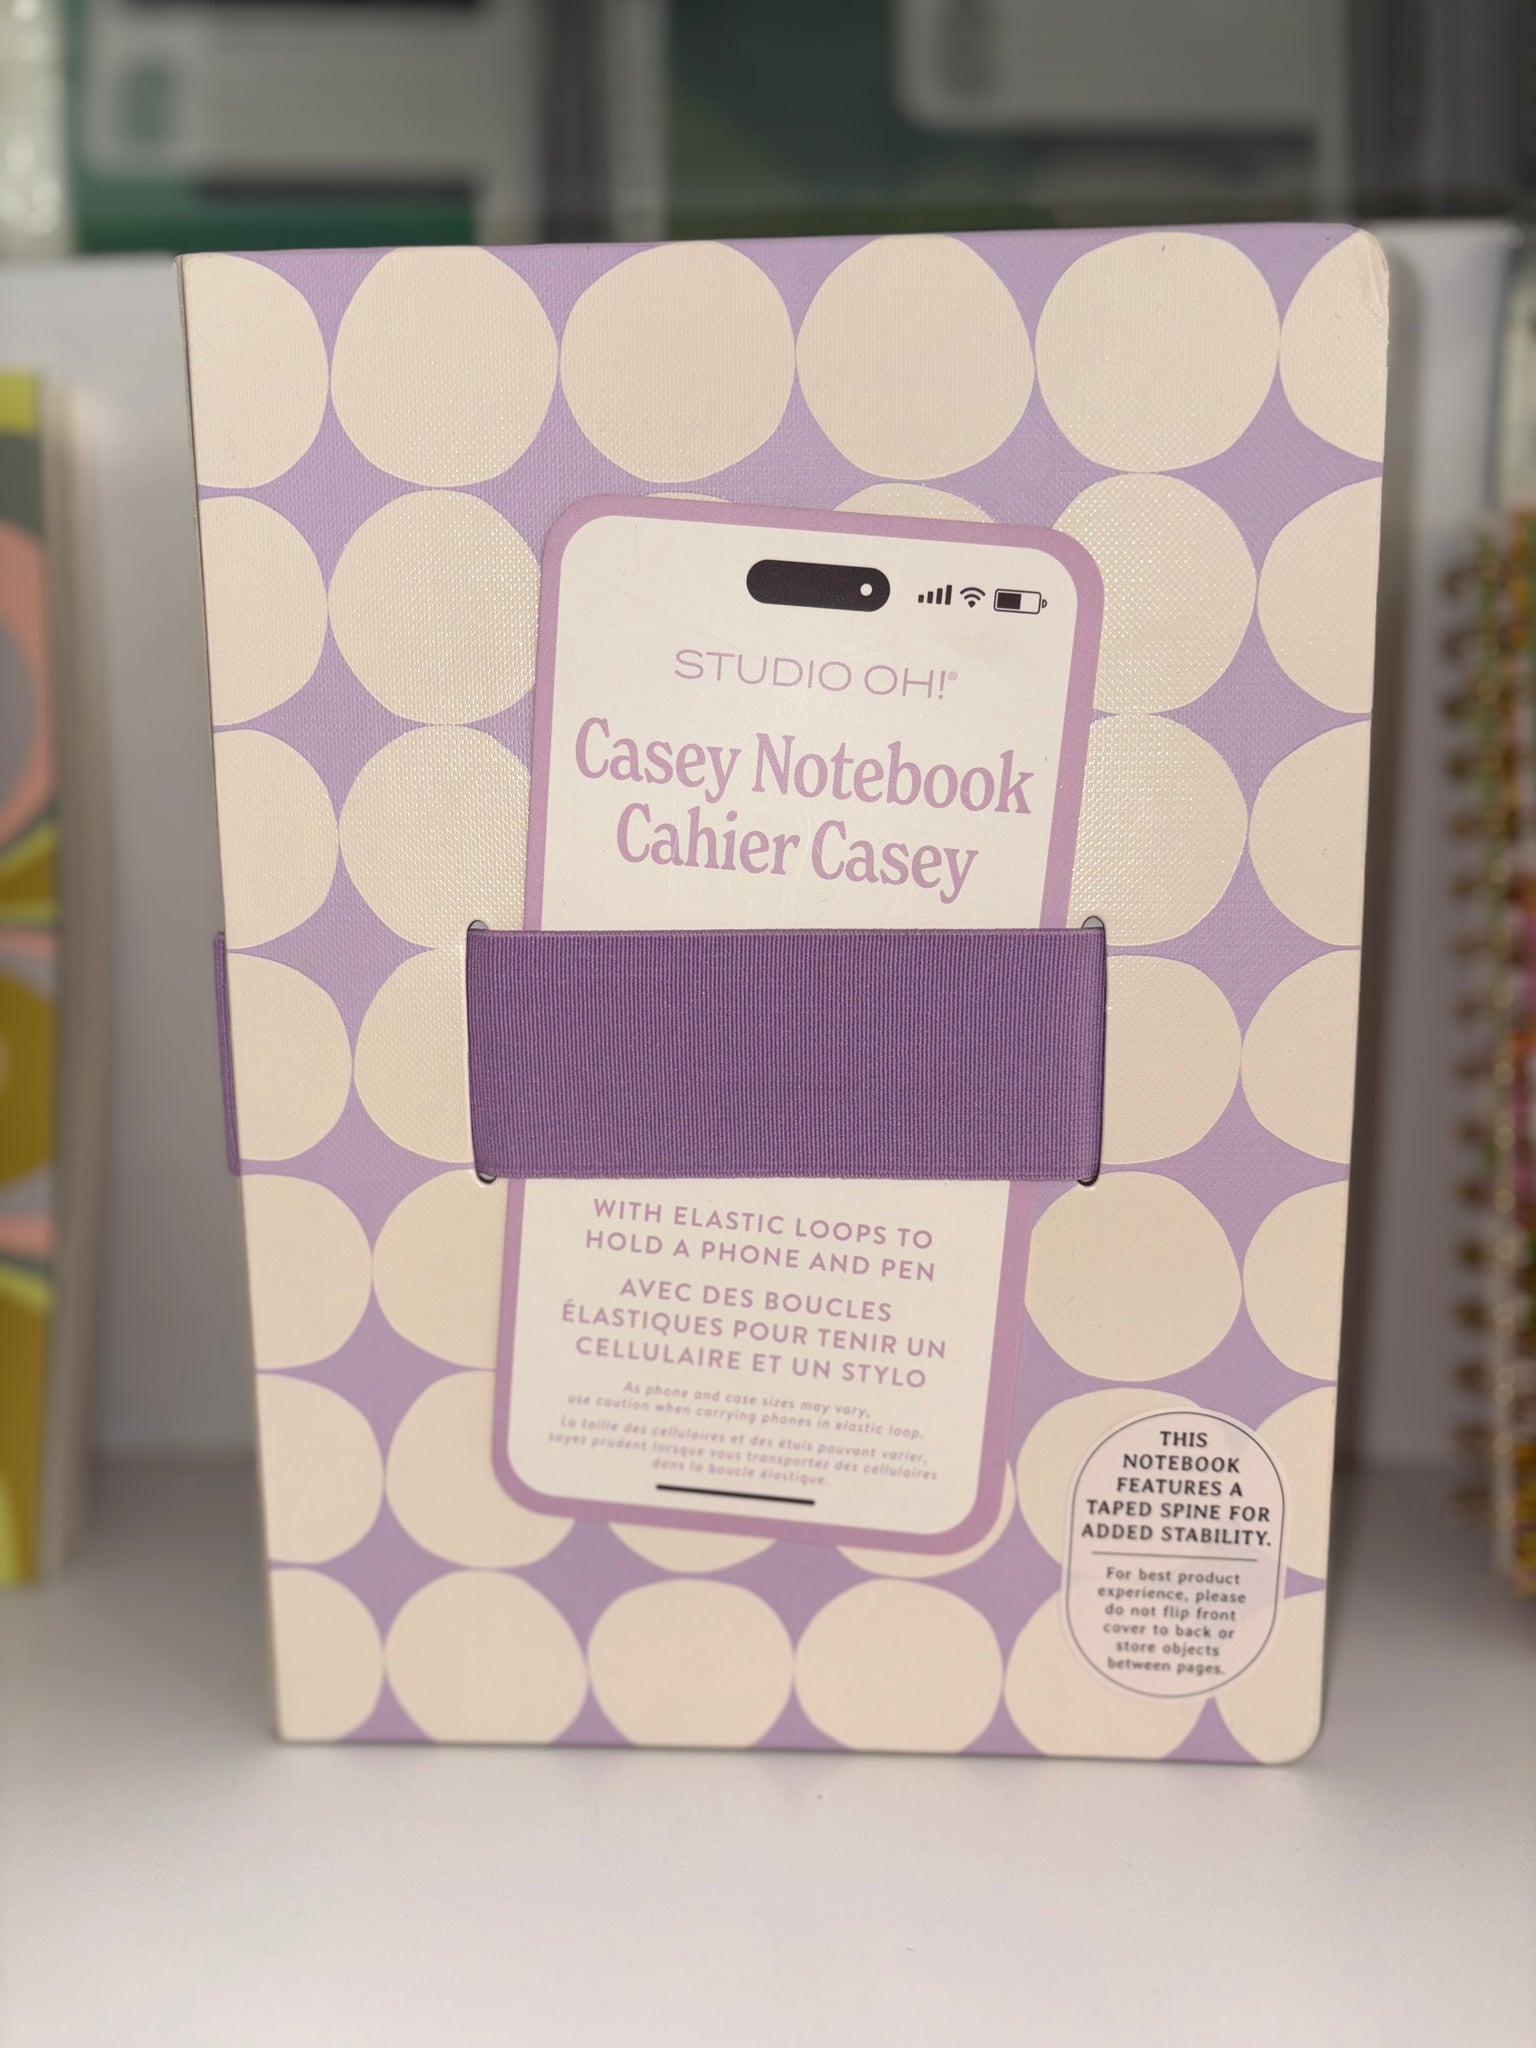 STUDIO OH!®
Casey Notebook
Cahier Casey
WITH ELASTIC LOOPS TO
HOLD A PHONE AND PEN
AVEC DES BOUCLES
ÉLASTIQUES POUR TENIR UN
CELLULAIRE ET UN STYLO
As phone and case sizes may vary,
use caution when carrying phones in elastic loop.
La taille des cellulaires et des étuis pouvant varier,
soyez prudent lorsque vous transportez des cellulaires
dans la boucle élastique.
THIS
NOTEBOOK
FEATURES A
TAPED SPINE FOR
ADDED STABILITY.
For best product
experience, please
do not flip front
cover to back or
store objects
between pages.